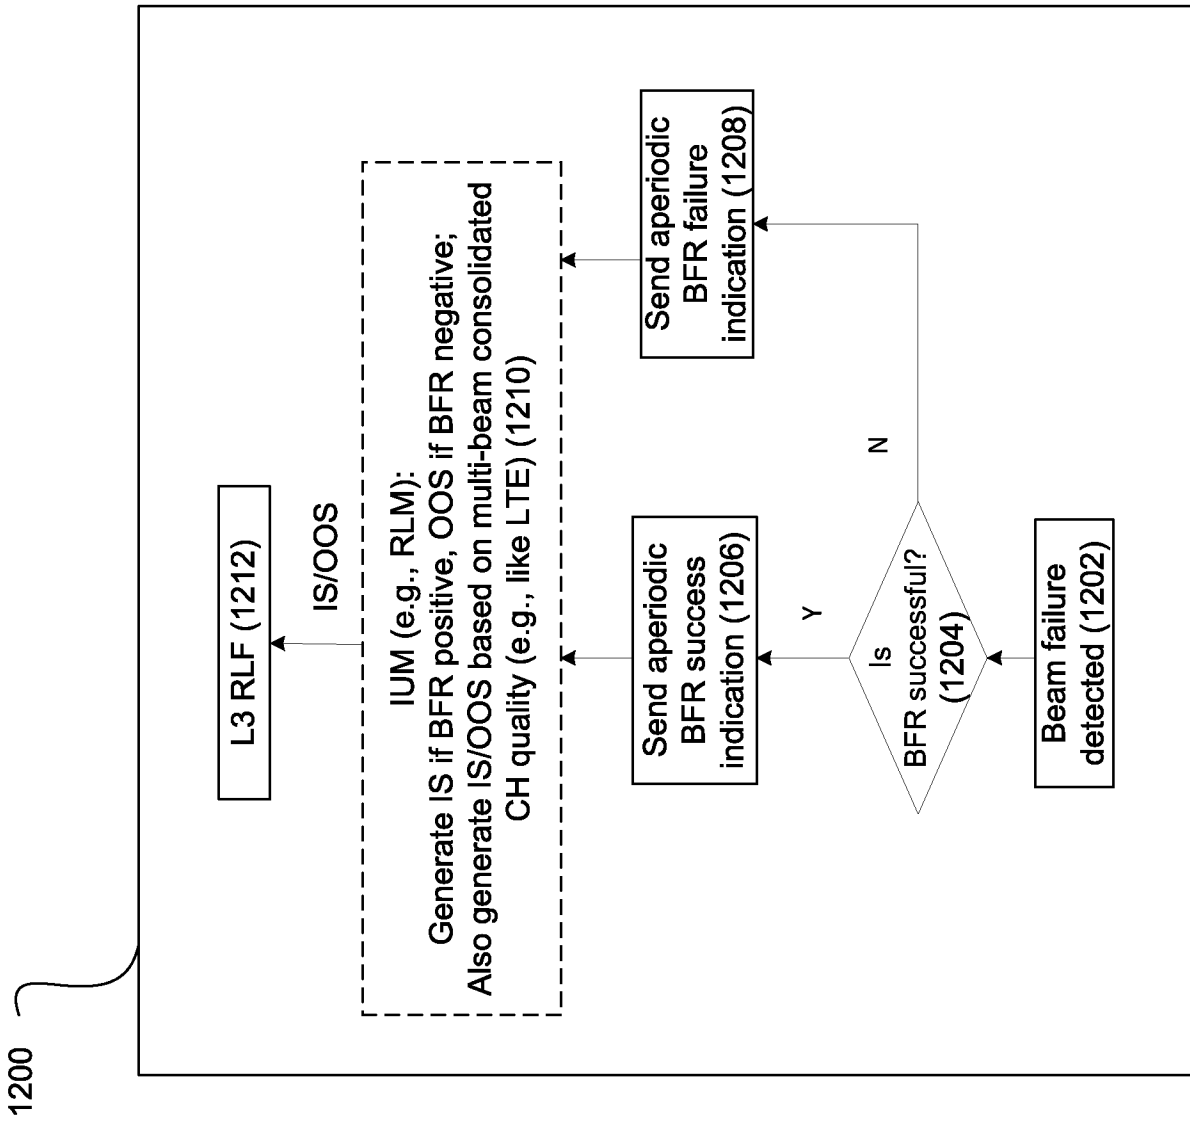 1200
L3 RLF (1212)
IS/OOS
IUM (e.g., RLM):
Generate IS if BFR positive, OOS if BFR negative;
Also generate IS/OOS based on multi-beam consolidated
CH quality (e.g., like LTE) (1210)
Send aperiodic
BFR success
indication (1206)
Send aperiodic
BFR failure
indication (1208)
Y
N
Is
BFR successful?
(1204)
Beam failure
detected (1202)